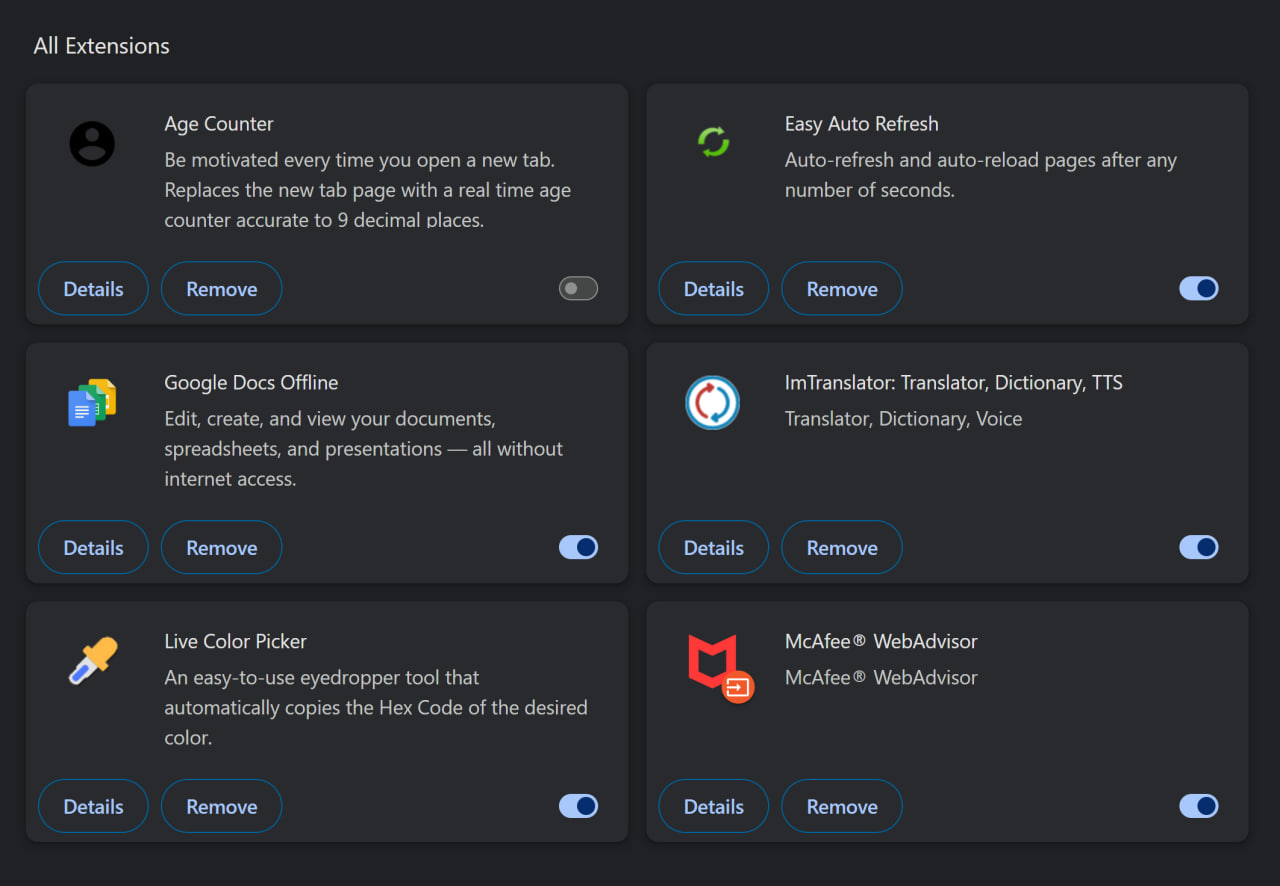 All Extensions
Age Counter
Be motivated every time you open a new tab.
Replaces the new tab page with a real time age
counter accurate to 9 decimal places.
Details
Remove
Easy Auto Refresh
Auto-refresh and auto-reload pages after any
number of seconds.
Details
Remove
Google Docs Offline
Edit, create, and view your documents,
spreadsheets, and presentations — all without
internet access.
Details
Remove
ImTranslator: Translator, Dictionary, TTS
Translator, Dictionary, Voice
Details
Remove
Live Color Picker
An easy-to-use eyedropper tool that
automatically copies the Hex Code of the desired
color.
Details
Remove
McAfee® WebAdvisor
McAfee® WebAdvisor
Details
Remove